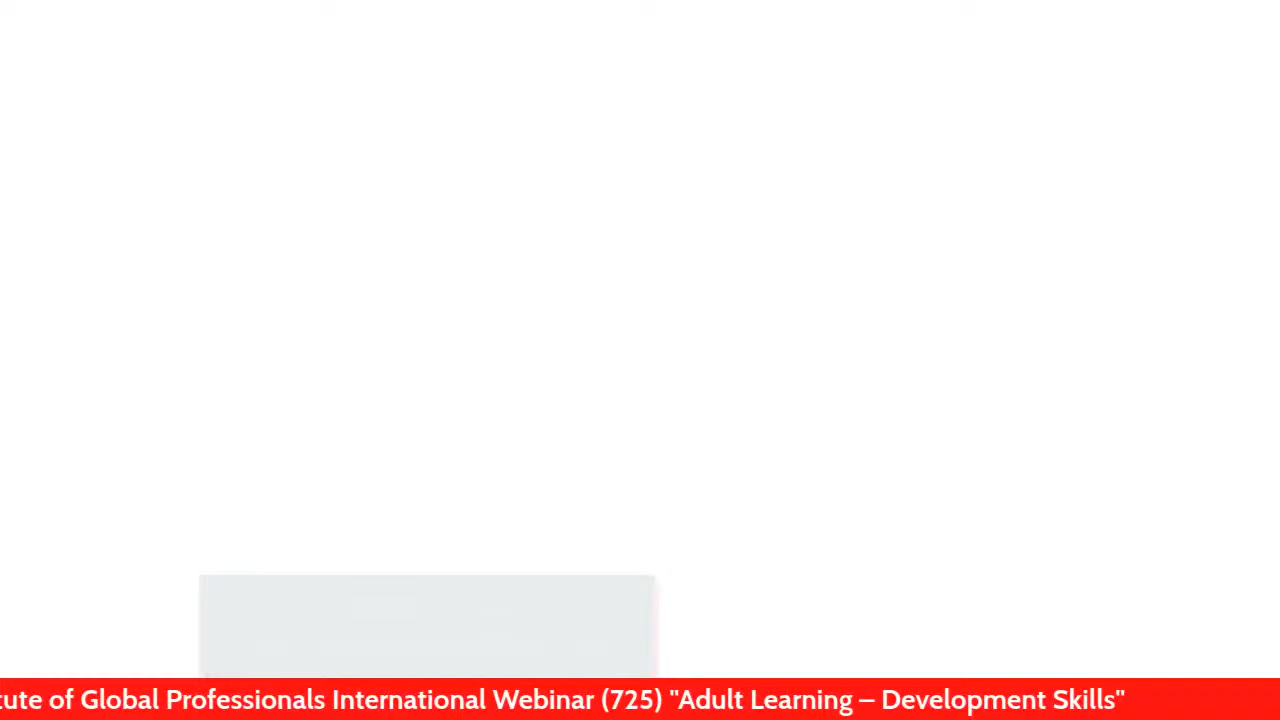 tute of Global Professionals International Webinar (725) "Adult Learning – Development Skills"